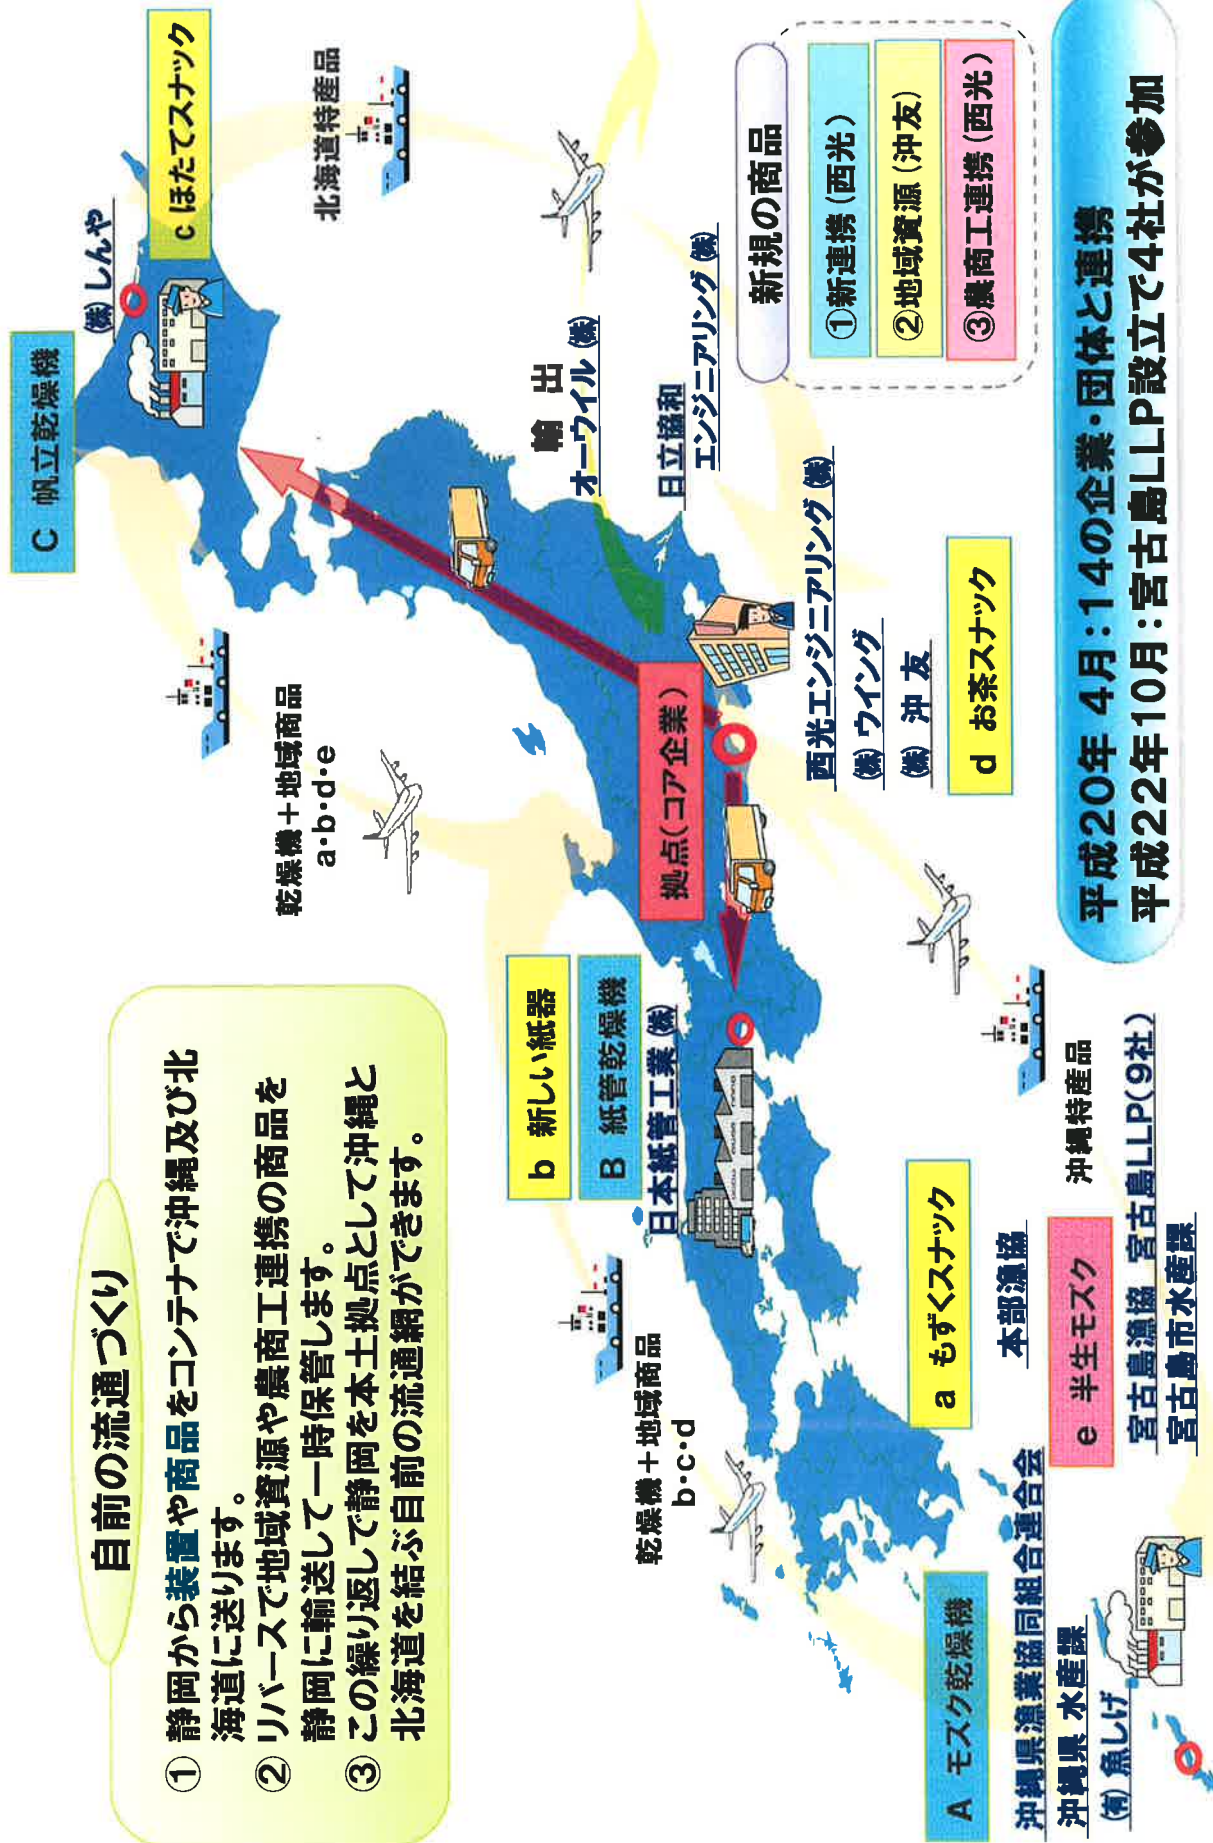 自前の流通づくり
① 静岡から装置や商品をコンテナで沖縄及び北
海道に送ります。
② リバースで地域資源や農商工連携の商品を
静岡に輸送して一時保管します。
③ この繰り返しで静岡を本土拠点として沖縄と
北海道を結ぶ自前の流通網ができます。
C 帆立乾燥機
㈱しんや
c ほたてスナック
北海道特産品
乾燥機＋地域商品
a・b・d・e
輸 出
オーウイル㈱
日立協和
エンジニアリング㈱
新規の商品
①新連携(西光)
②地域資源(沖友)
③農商工連携(西光)
b 新しい紙器
B 紙管乾燥機
日本紙管工業㈱
拠点(コア企業)
西光エンジニアリング㈱
㈱ウイング
㈱ 沖 友
d お茶スナック
乾燥機＋地域商品
b・c・d
a もずくスナック
本部漁協
沖縄特産品
e 半生モズク
宮古島漁協 宮古島LLP(9社)
宮古島市水産課
A モズク乾燥機
沖縄県漁業協同組合連合会
沖縄県 水産課
㈲魚しげ
平成20年 4月：14の企業・団体と連携
平成22年10月：宮古島LLP設立で4社が参加